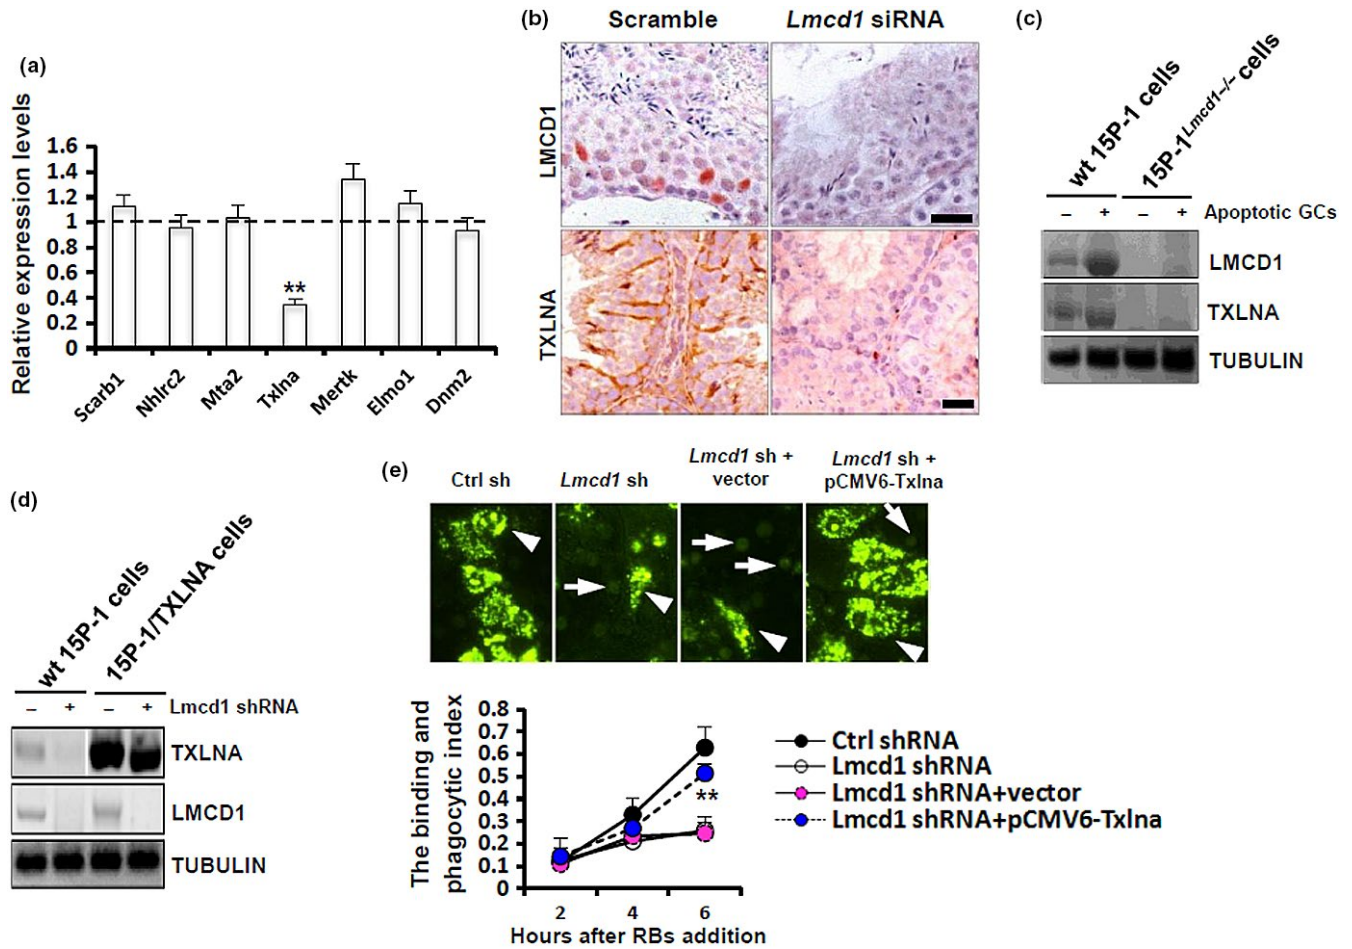 (a)
Relative expression levels
1.6
1.4
1.2
1
0.8
0.6
0.4
0.2
0
**
Scarb1
Nhlrc2
Mta2
Txlna
Mertk
Elmo1
Dnm2
(b)
Scramble
Lmcd1 siRNA
LMCD1
TXLNA
(c)
wt 15P-1 cells
15P-1Lmcd1-/- cells
– + – + Apoptotic GCs
LMCD1
TXLNA
TUBULIN
(d)
wt 15P-1 cells
15P-1/TXLNA cells
– + – + Lmcd1 shRNA
TXLNA
LMCD1
TUBULIN
(e)
Ctrl sh
Lmcd1 sh
Lmcd1 sh +
vector
Lmcd1 sh +
pCMV6-Txlna
The binding and
phagocytic index
0.8
0.7
0.6
0.5
0.4
0.3
0.2
0.1
0
**
2 4 6
Hours after RBs addition
Ctrl shRNA
Lmcd1 shRNA
Lmcd1 shRNA+vector
Lmcd1 shRNA+pCMV6-Txlna